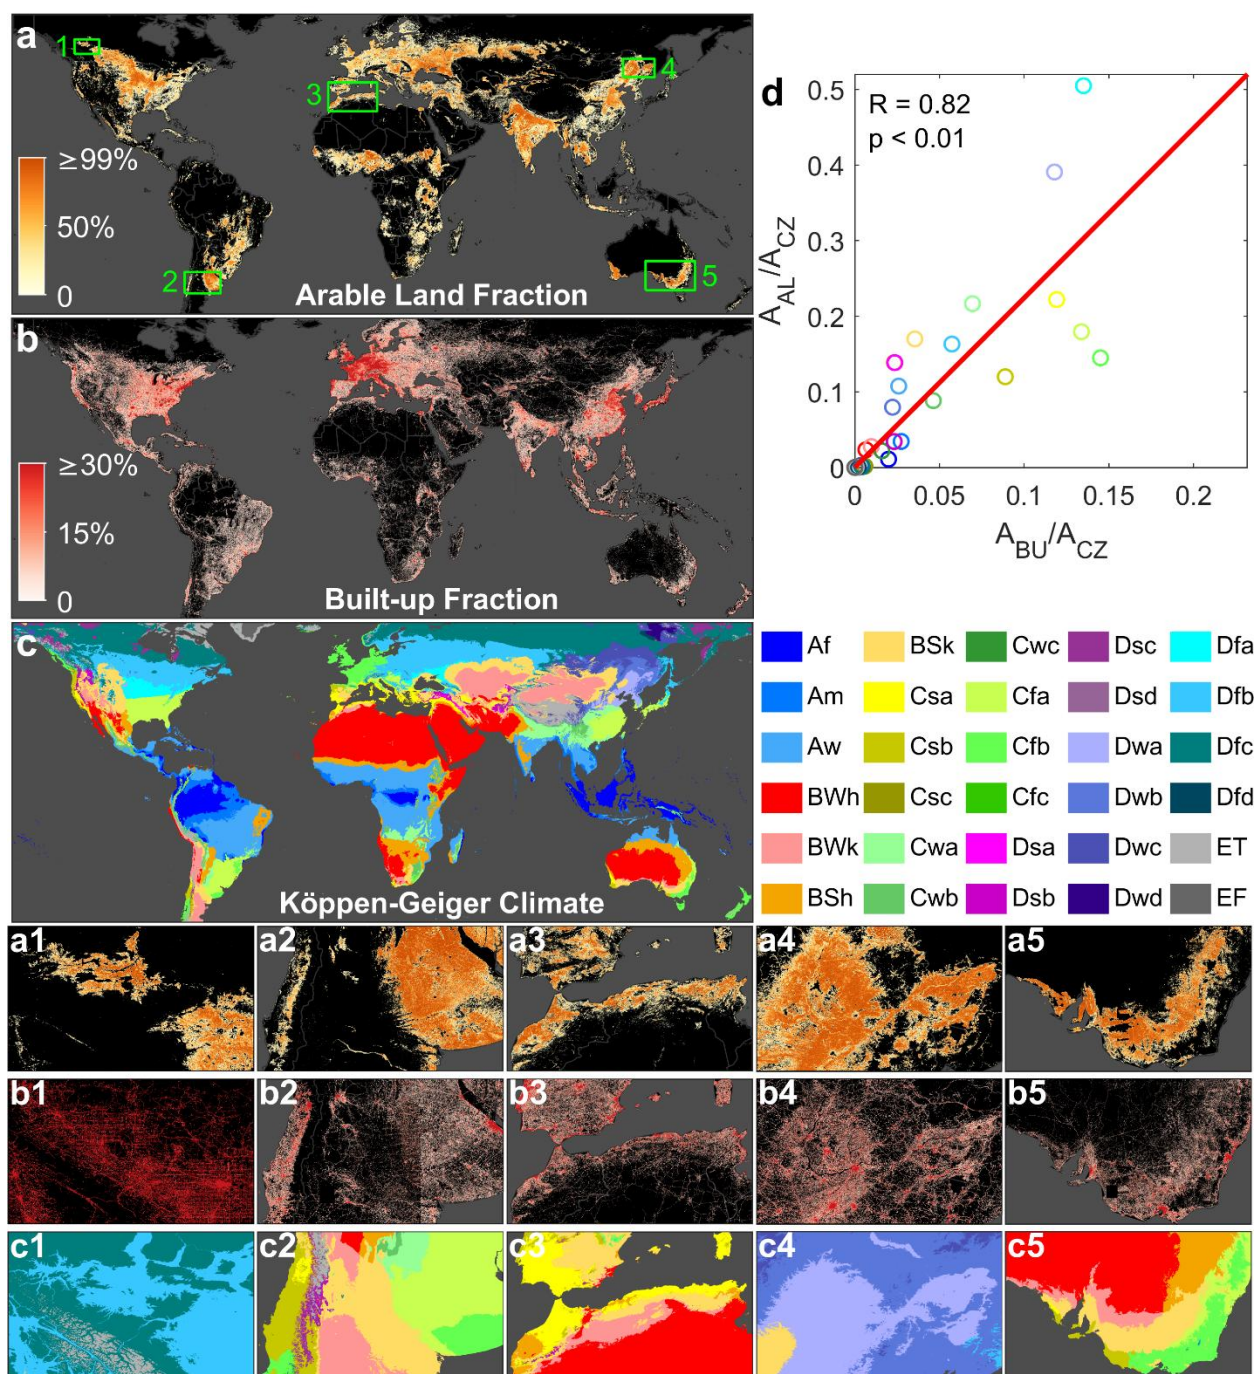 a
1
2
3
4
5
≥99%
50%
0
Arable Land Fraction
b
≥30%
15%
0
Built-up Fraction
c
Köppen-Geiger Climate
d
R = 0.82
p < 0.01
0.5
0.4
0.3
0.2
0.1
0
A_AL/A_CZ
0 0.05 0.1 0.15 0.2
A_BU/A_CZ
Af BSk Cwc Dsc Dfa
Am Csa Cfa Dsd Dfb
Aw Csb Cfb Dwa Dfc
BWh Csc Cfc Dwb Dfd
BWk Cwa Dsa Dwc ET
BSh Cwb Dsb Dwd EF
a1 a2 a3 a4 a5
b1 b2 b3 b4 b5
c1 c2 c3 c4 c5